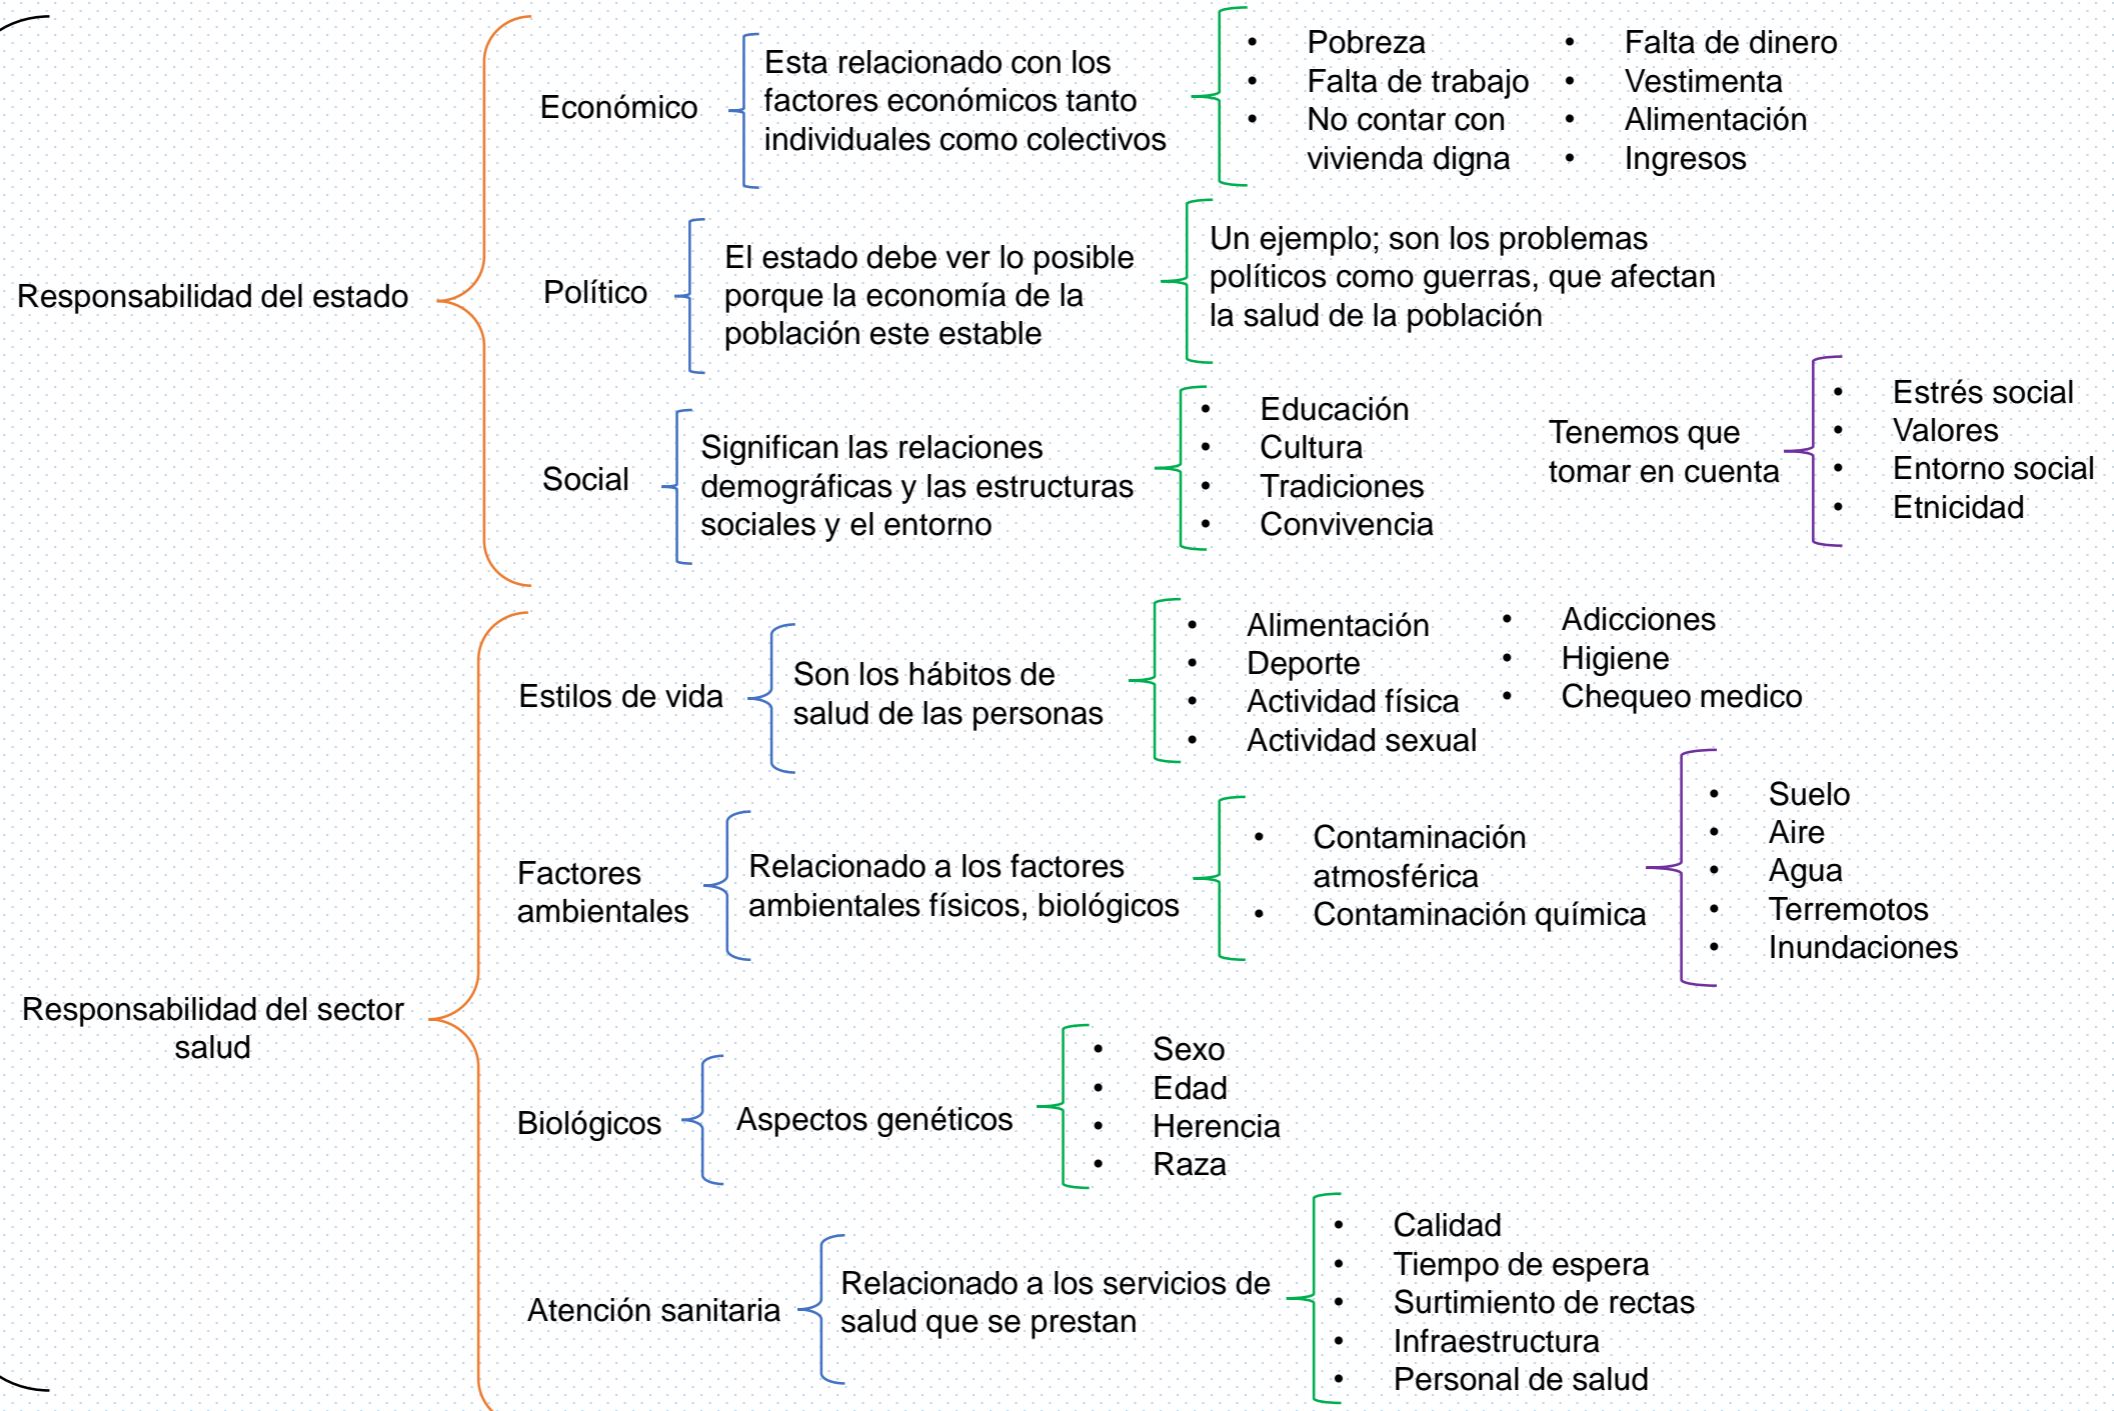 Responsabilidad del estado
Económico
Esta relacionado con los
factores económicos tanto
individuales como colectivos
• Pobreza
• Falta de trabajo
• No contar con
vivienda digna
• Falta de dinero
• Vestimenta
• Alimentación
• Ingresos
Político
El estado debe ver lo posible
porque la economía de la
población este estable
Un ejemplo; son los problemas
políticos como guerras, que afectan
la salud de la población
Social
Significan las relaciones
demográficas y las estructuras
sociales y el entorno
• Educación
• Cultura
• Tradiciones
• Convivencia
Tenemos que
tomar en cuenta
• Estrés social
• Valores
• Entorno social
• Etnicidad
Responsabilidad del sector
salud
Estilos de vida
Son los hábitos de
salud de las personas
• Alimentación
• Deporte
• Actividad física
• Actividad sexual
• Adicciones
• Higiene
• Chequeo medico
Factores
ambientales
Relacionado a los factores
ambientales físicos, biológicos
• Contaminación
atmosférica
• Contaminación química
• Suelo
• Aire
• Agua
• Terremotos
• Inundaciones
Biológicos
Aspectos genéticos
• Sexo
• Edad
• Herencia
• Raza
Atención sanitaria
Relacionado a los servicios de
salud que se prestan
• Calidad
• Tiempo de espera
• Surtimiento de rectas
• Infraestructura
• Personal de salud